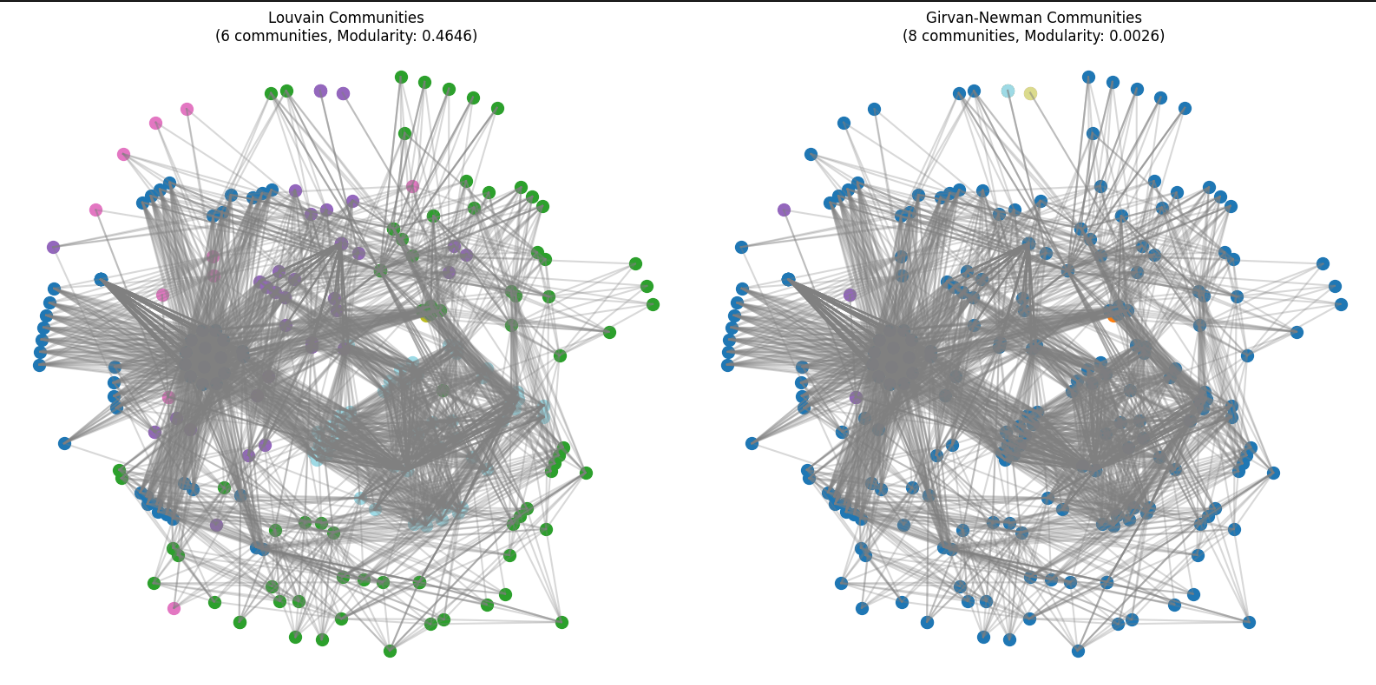 Louvain Communities
(6 communities, Modularity: 0.4646)
Girvan-Newman Communities
(8 communities, Modularity: 0.0026)